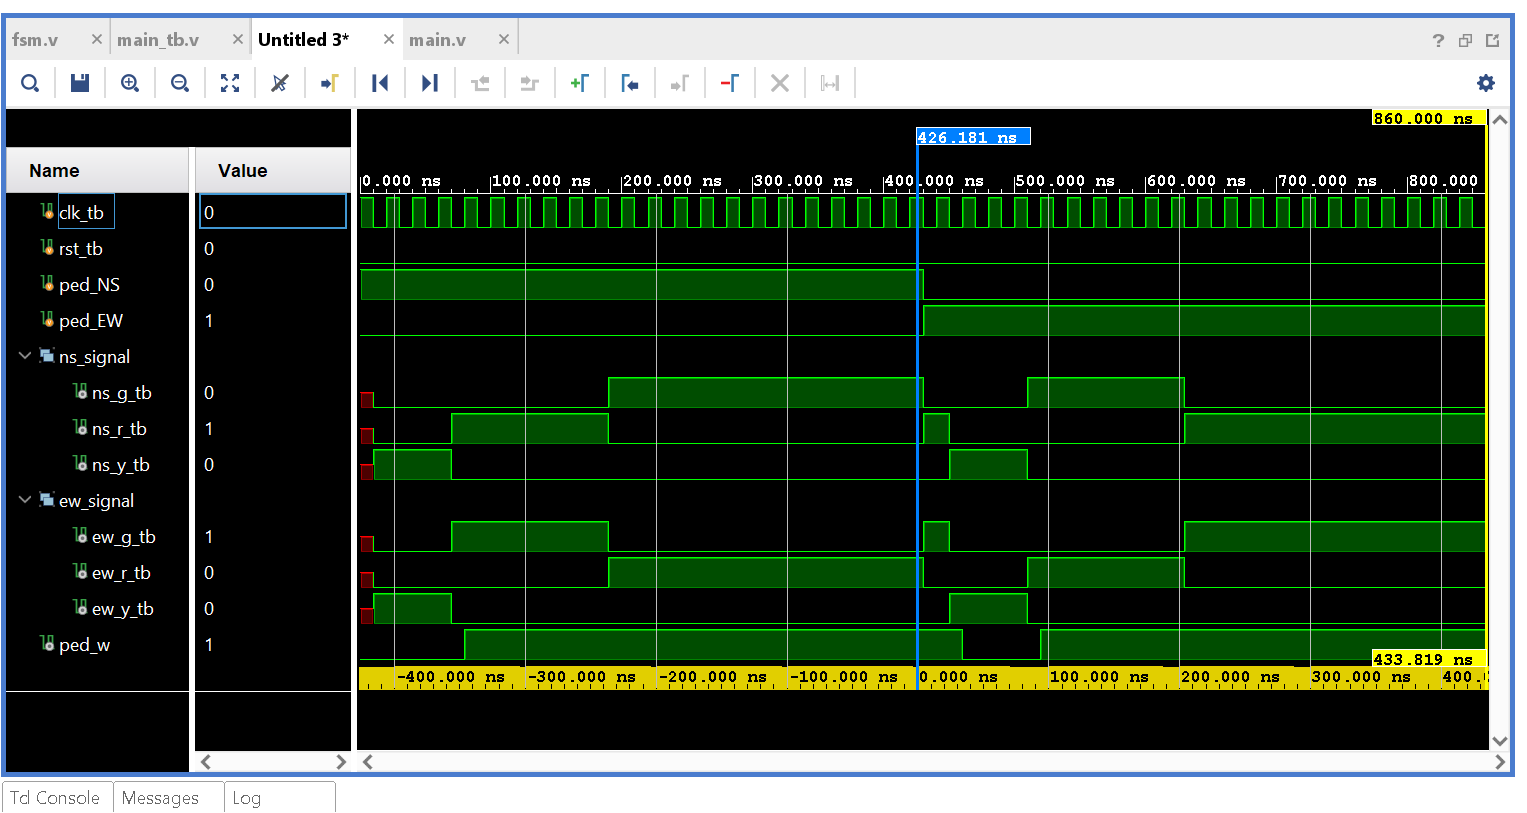 fsm.v × main_tb.v × Untitled 3* × main.v ×
?
860.000 ns
426.181 ns
Name Value
0.000 ns 100.000 ns 200.000 ns 300.000 ns 400.000 ns 500.000 ns 600.000 ns 700.000 ns 800.000
clk_tb 0
rst_tb 0
ped_NS 0
ped_EW 1
ns_signal
ns_g_tb 0
ns_r_tb 1
ns_y_tb 0
ew_signal
ew_g_tb 1
ew_r_tb 0
ew_y_tb 0
ped_w 1
433.819 ns
-400.000 ns -300.000 ns -200.000 ns -100.000 ns 0.000 ns 100.000 ns 200.000 ns 300.000 ns 400.
Tcl Console Messages Log